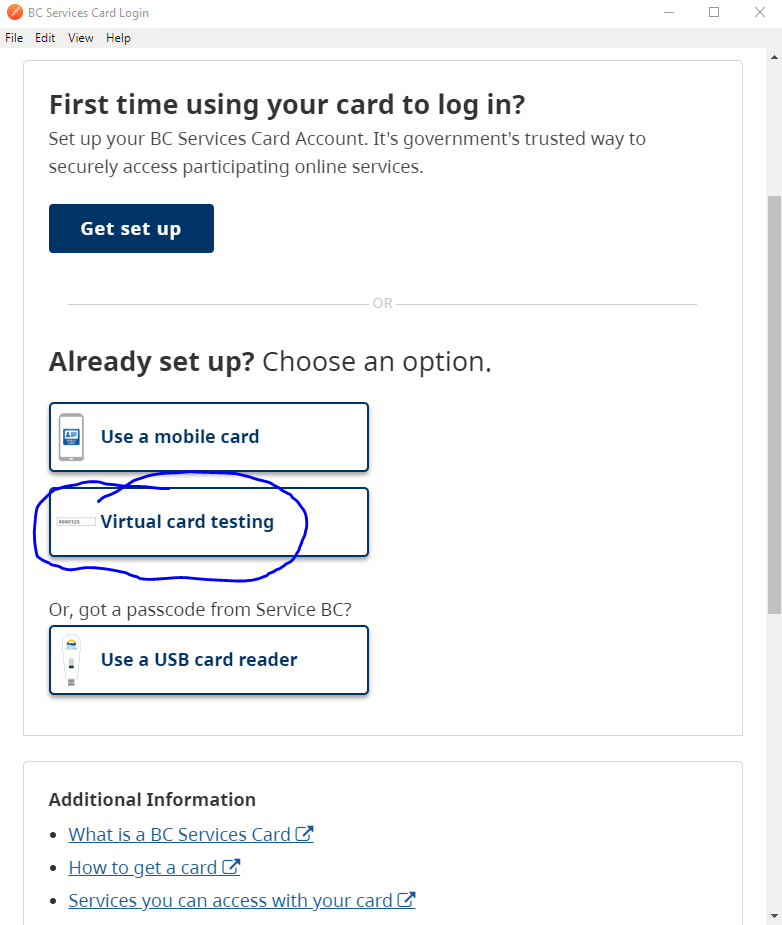 BC Services Card Login
File Edit View Help
First time using your card to log in?
Set up your BC Services Card Account. It's government's trusted way to
securely access participating online services.
Get set up
OR
Already set up? Choose an option.
Use a mobile card
9900123 Virtual card testing
Or, got a passcode from Service BC?
Use a USB card reader
Additional Information
What is a BC Services Card
How to get a card
Services you can access with your card